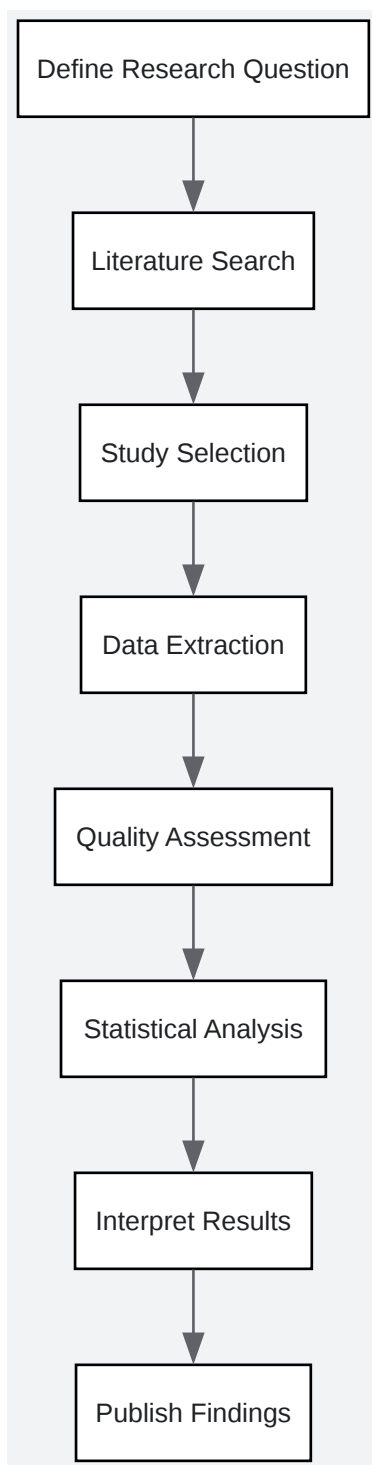 Define Research Question
Literature Search
Study Selection
Data Extraction
Quality Assessment
Statistical Analysis
Interpret Results
Publish Findings